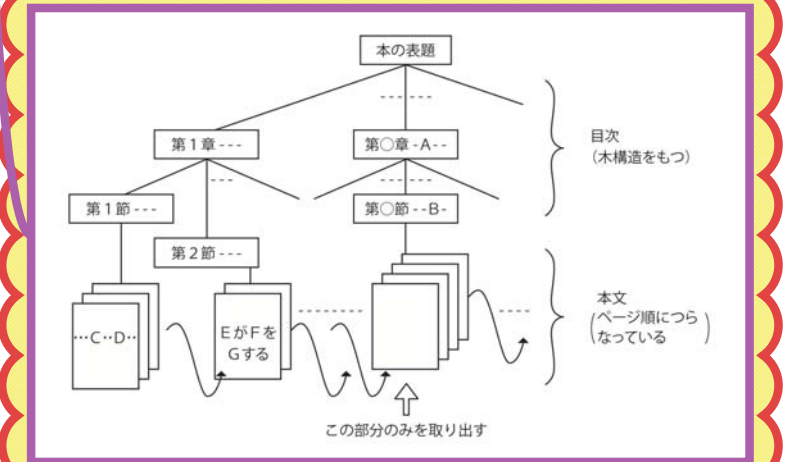 本の表題
第1章---
第○章-A--
目次
(木構造をもつ)
第1節---
第○節--B-
第2節---
…C‥D‥
EがFを
Gする
本文
(ページ順につら
なっている)
この部分のみを取り出す